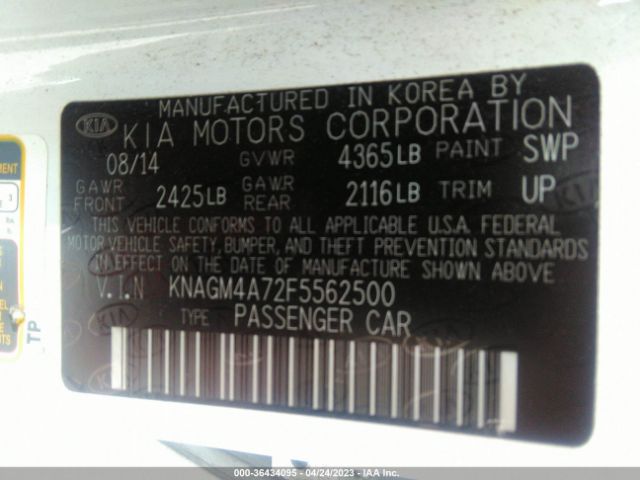 MANUFACTURED IN KOREA BY
KIA KIA MOTORS CORPORATION
08/14 GVWR 4365LB PAINT SWP
GAWR FRONT 2425LB GAWR REAR 2116LB TRIM UP
THIS VEHICLE CONFORMS TO ALL APPLICABLE U.S.A. FEDERAL
MOTOR VEHICLE SAFETY, BUMPER, AND THEFT PREVENTION STANDARDS
IN EFFECT ON THE DATE OF MANUFACTURE SHOWN ABOVE
V.I.N KNAGM4A72F5562500
TYPE PASSENGER CAR
TP
000-36434095 - 04/24/2023 - IAA, Inc.